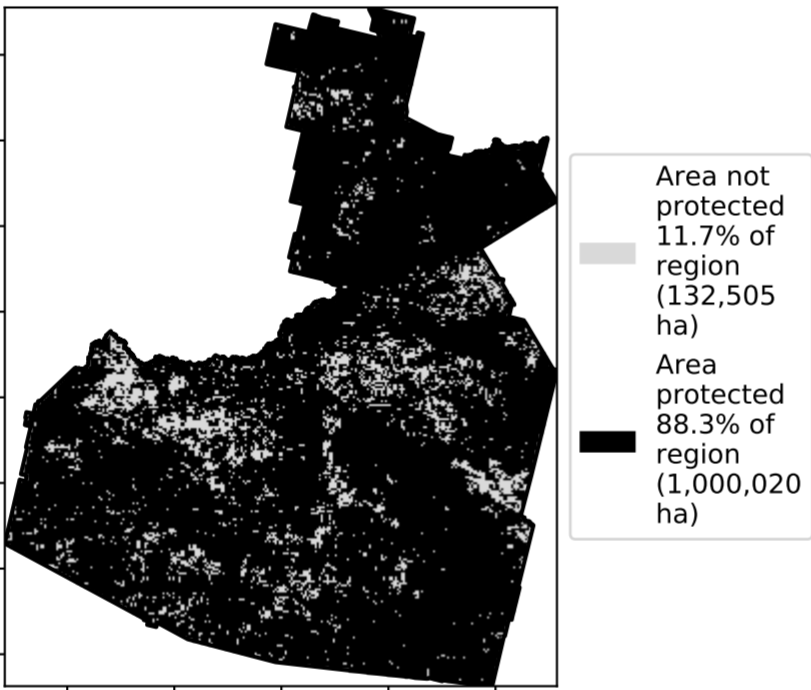 Area not
protected
11.7% of
region
(132,505
ha)
Area
protected
88.3% of
region
(1,000,020
ha)